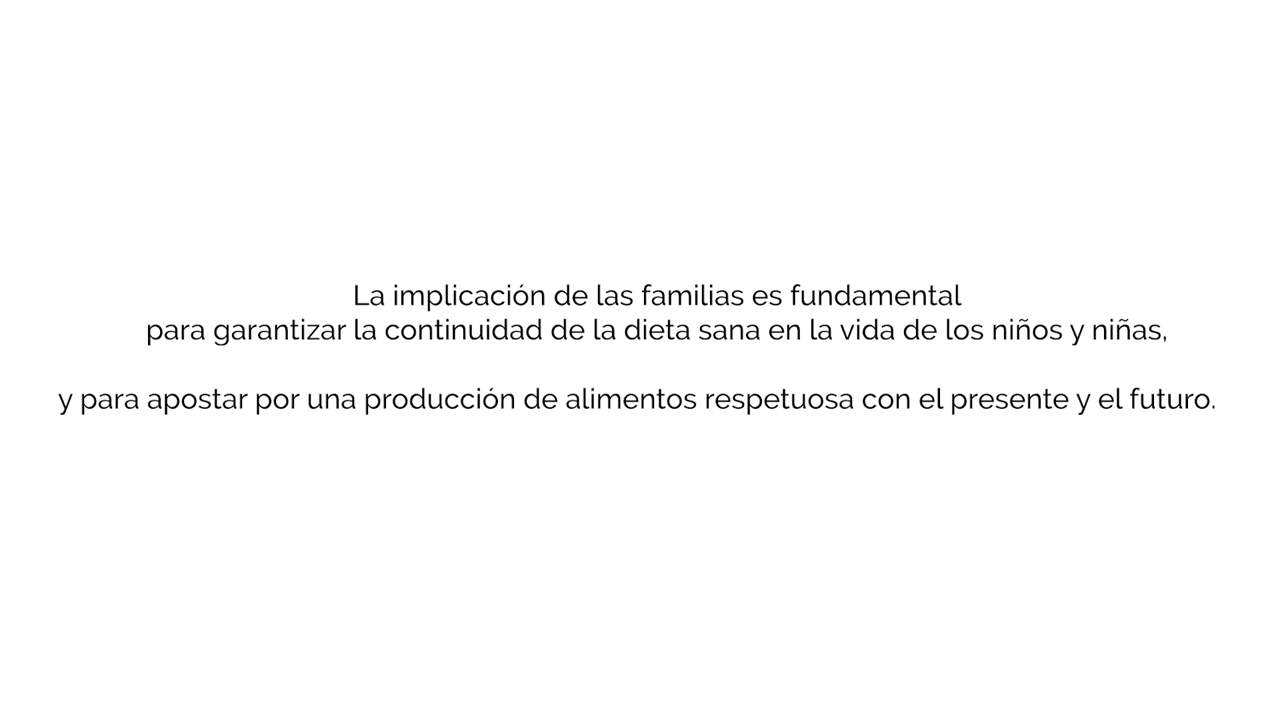 La implicación de las familias es fundamental
para garantizar la continuidad de la dieta sana en la vida de los niños y niñas,
y para apostar por una producción de alimentos respetuosa con el presente y el futuro.